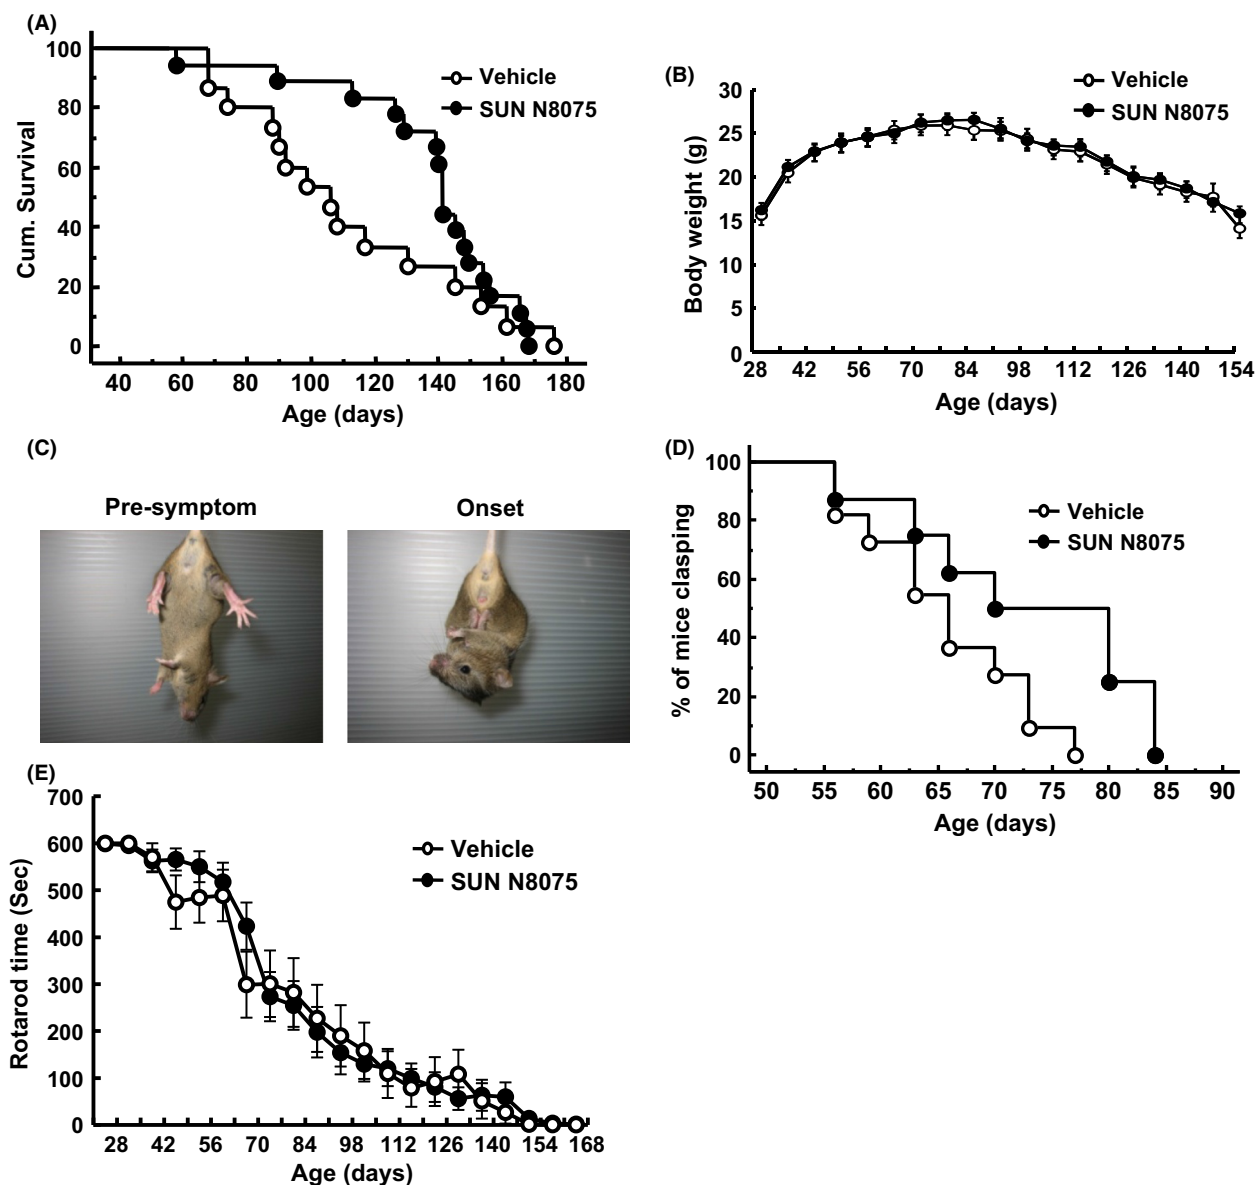 (A)
100
80
60
40
20
0
Cum. Survival
Vehicle
SUN N8075
40 60 80 100 120 140 160 180
Age (days)
(B)
30
25
20
15
10
5
0
Body weight (g)
Vehicle
SUN N8075
28 42 56 70 84 98 112 126 140 154
Age (days)
(C)
Pre-symptom Onset
(D)
100
80
60
40
20
0
% of mice clasping
Vehicle
SUN N8075
50 55 60 65 70 75 80 85 90
Age (days)
(E)
700
600
500
400
300
200
100
0
Rotarod time (Sec)
Vehicle
SUN N8075
28 42 56 70 84 98 112 126 140 154 168
Age (days)